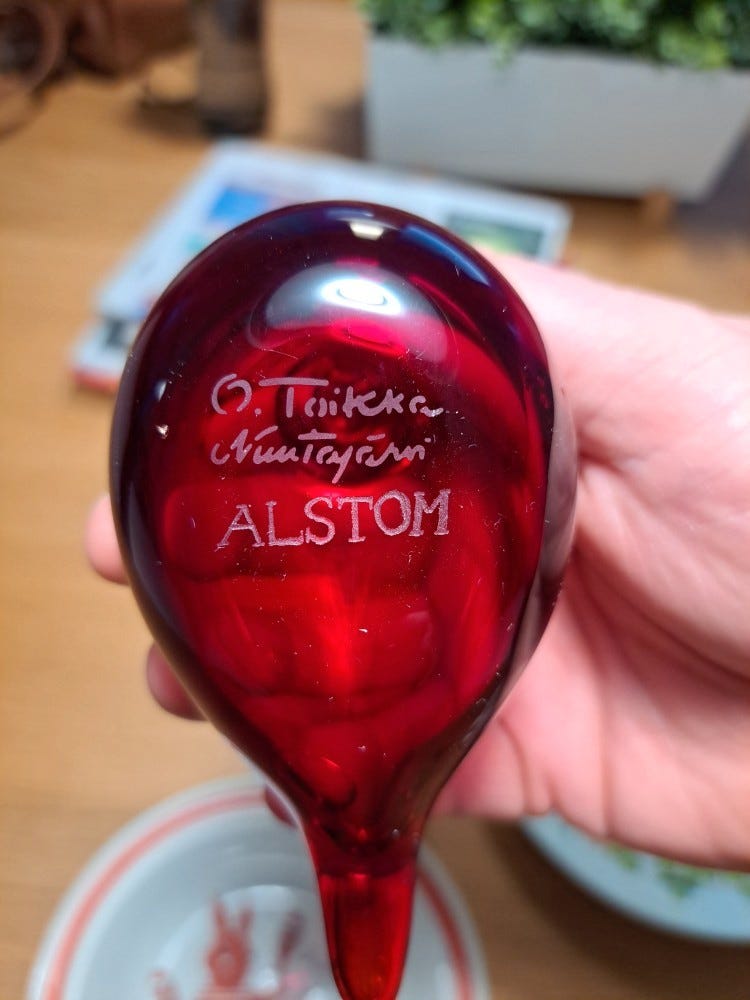 O. Toikka
Nuutajärvi
ALSTOM